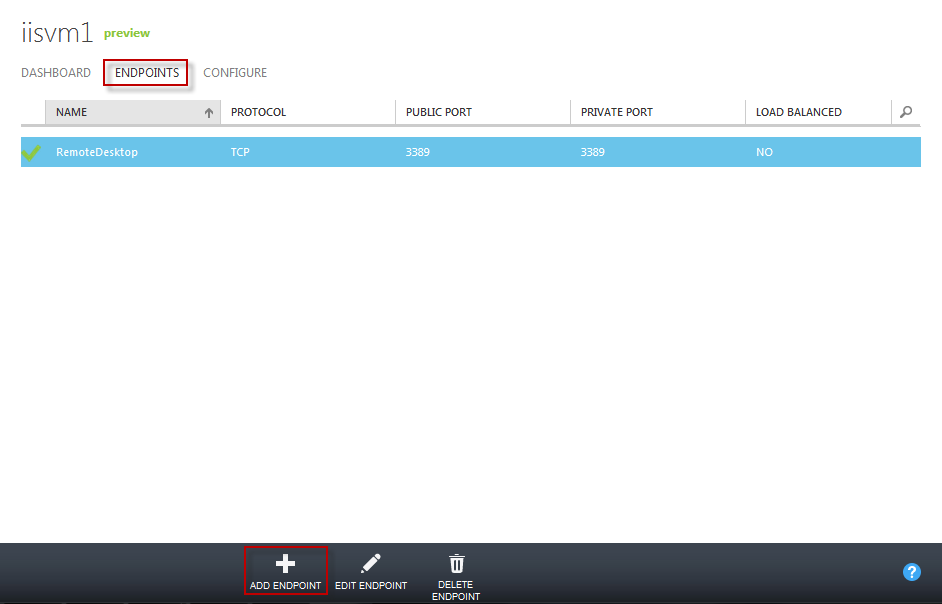 iisvm1 preview
DASHBOARD ENDPOINTS CONFIGURE
NAME PROTOCOL PUBLIC PORT PRIVATE PORT LOAD BALANCED
RemoteDesktop TCP 3389 3389 NO
ADD ENDPOINT EDIT ENDPOINT DELETE
ENDPOINT
?